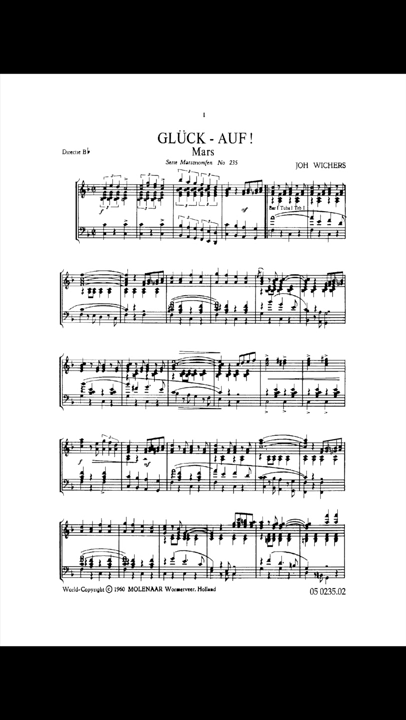 1
GLÜCK - AUF !
Mars
Serie Marsenomfen No 235
Directie B♭
JOH WICHERS
World-Copyright © 1960 MOLENAAR Wormerveer, Holland
05 0235.02